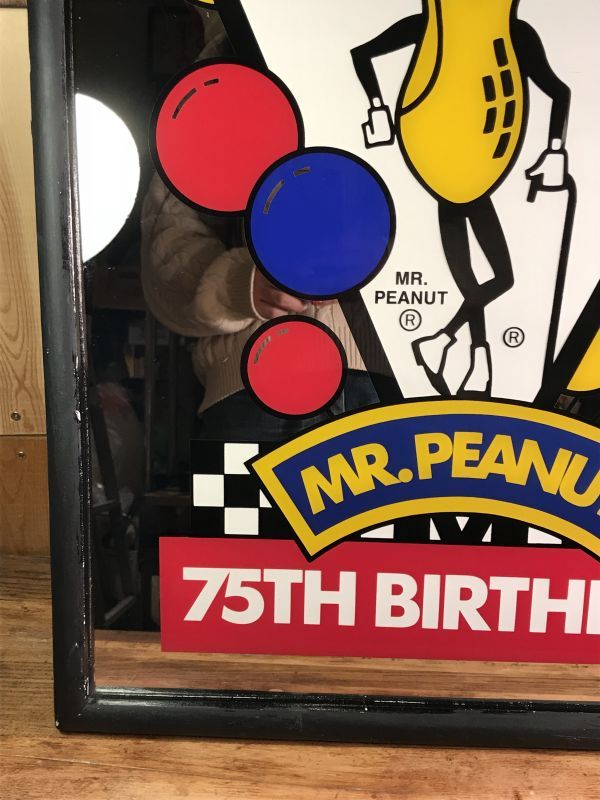 MR.
PEANUT
®
®
MR. PEANU
75TH BIRTH